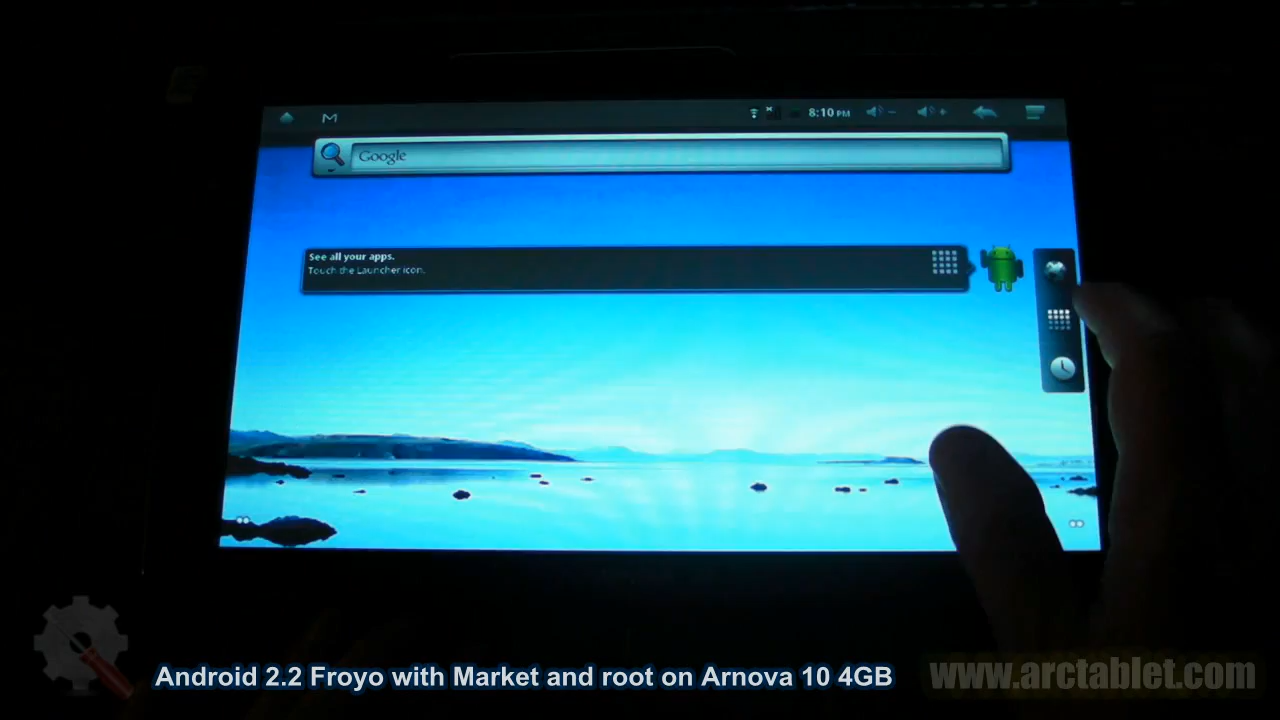 8:10 PM
Google
See all your apps.
Touch the Launcher icon.
Android 2.2 Froyo with Market and root on Arnova 10 4GB
www.arctablet.com